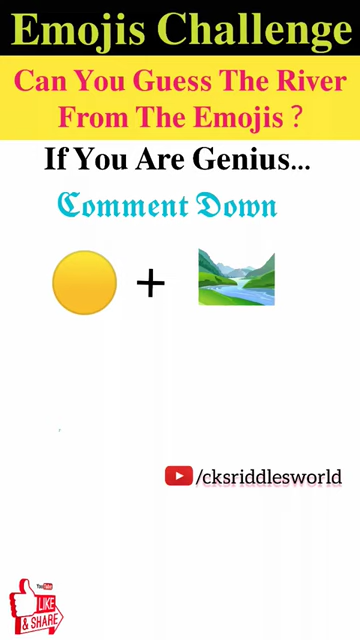 Emojis Challenge
Can You Guess The River
From The Emojis ?
If You Are Genius...
Comment Down
+
/cksriddlesworld
YouTube
LIKE
& SHARE